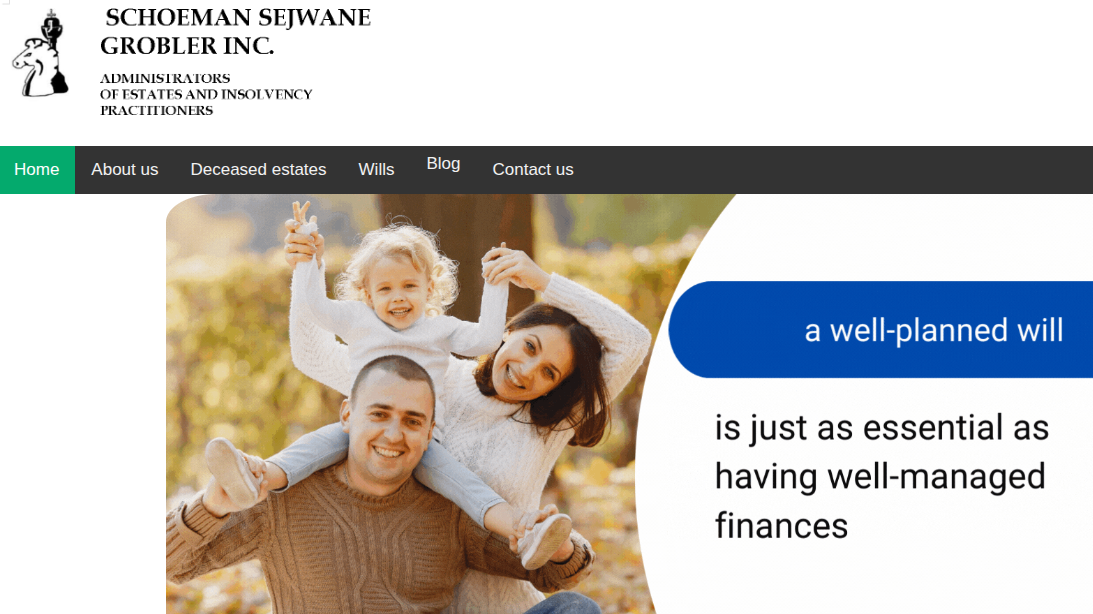 SCHOEMAN SEJWANE
GROBLER INC.
ADMINISTRATORS
OF ESTATES AND INSOLVENCY
PRACTITIONERS
Home About us Deceased estates Wills Blog Contact us
a well-planned will
is just as essential as
having well-managed
finances